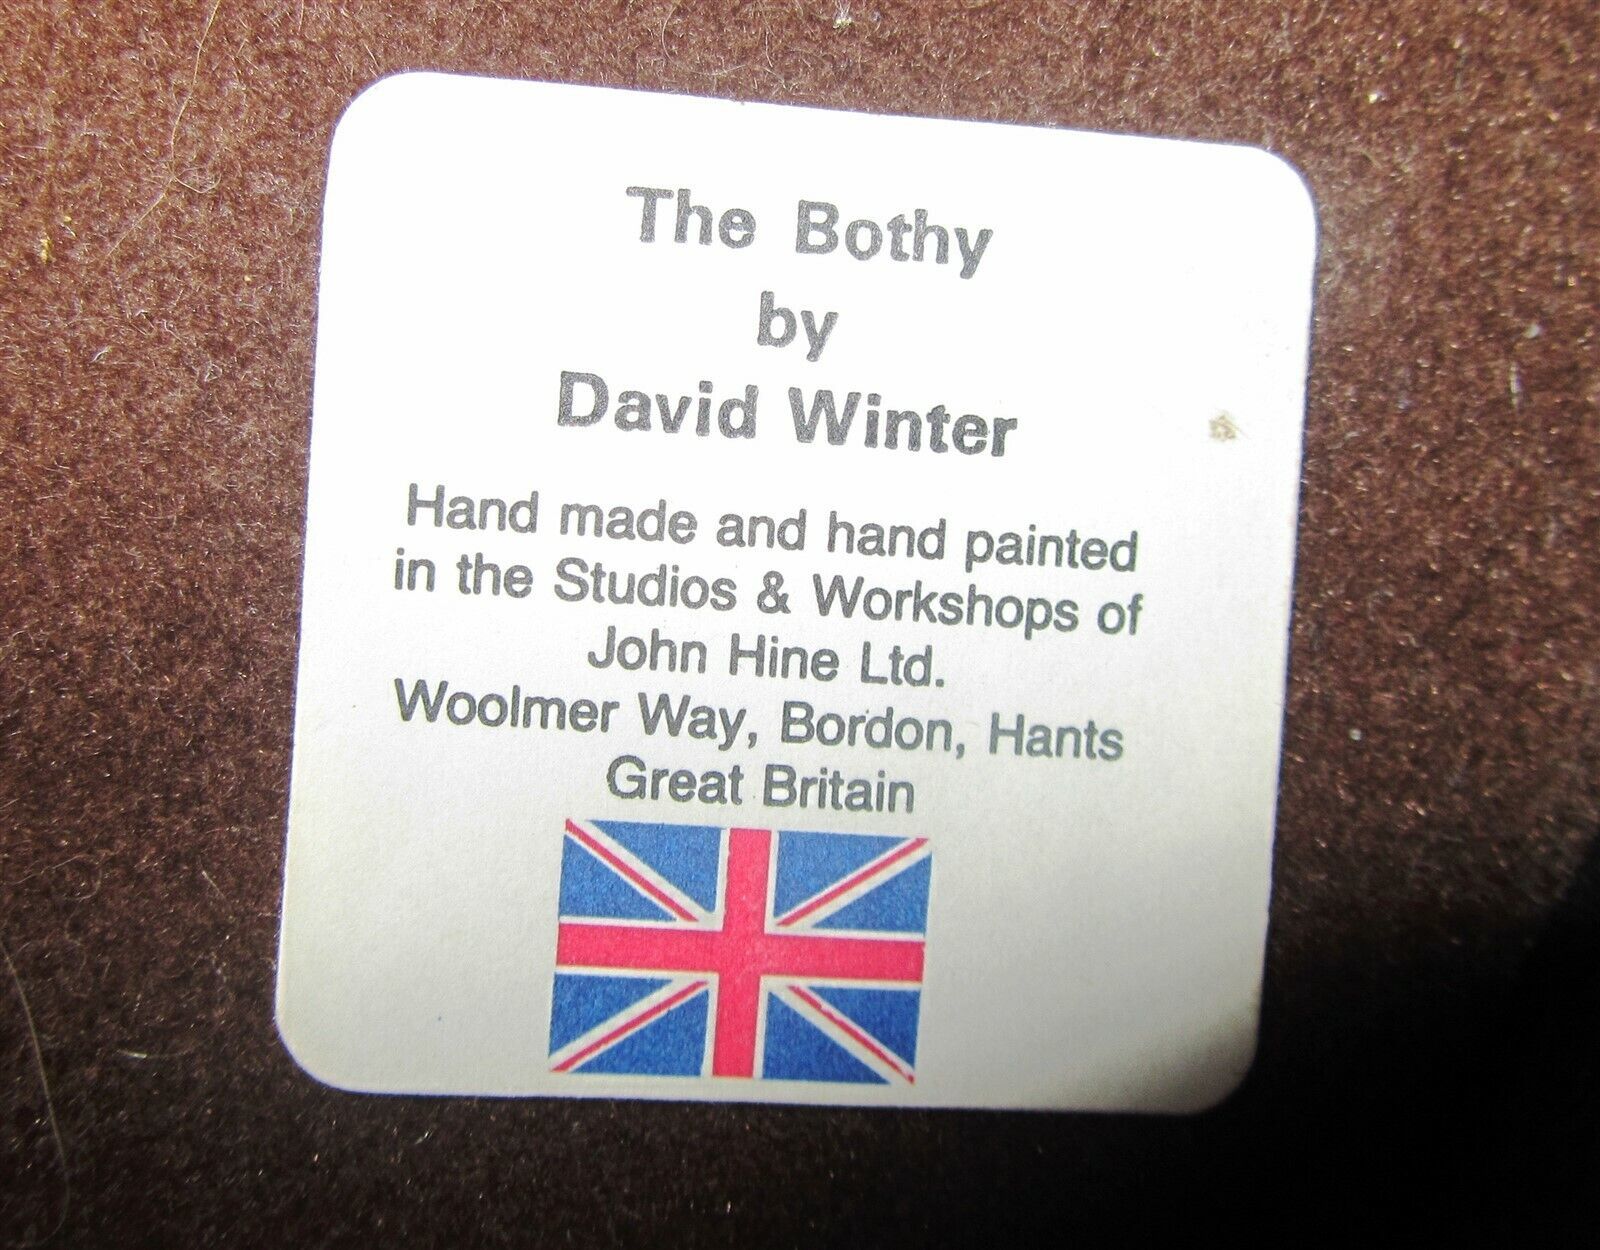 The Bothy
by
David Winter
Hand made and hand painted
in the Studios & Workshops of
John Hine Ltd.
Woolmer Way, Bordon, Hants
Great Britain